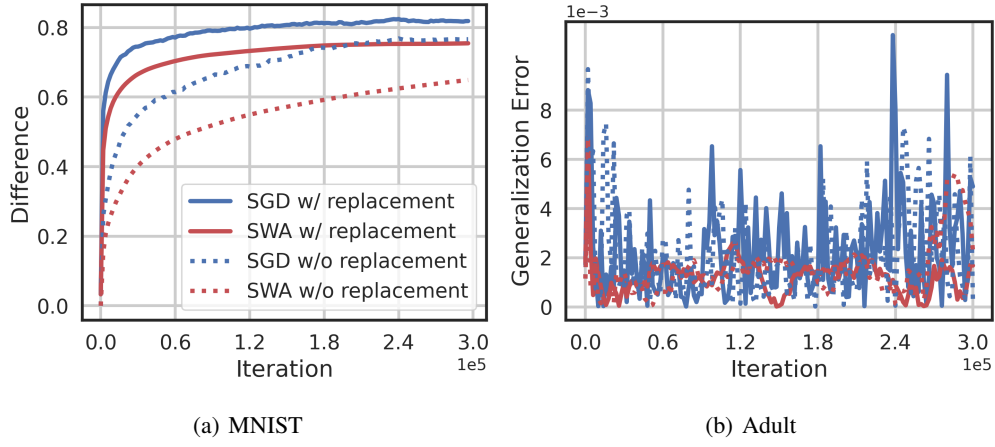 Difference
0.8
0.6
0.4
0.2
0.0
SGD w/ replacement
SWA w/ replacement
SGD w/o replacement
SWA w/o replacement
0.0 0.6 1.2 1.8 2.4 3.0
1e5
Iteration
(a) MNIST
1e−3
Generalization Error
8
6
4
2
0
0.0 0.6 1.2 1.8 2.4 3.0
1e5
Iteration
(b) Adult